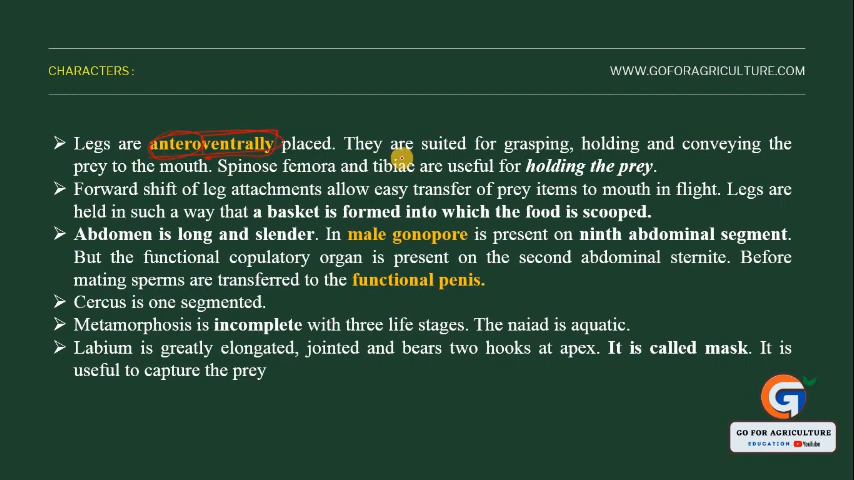 CHARACTERS :
WWW.GOFORAGRICULTURE.COM
➢ Legs are anteroventrally placed. They are suited for grasping, holding and conveying the
prey to the mouth. Spinose femora and tibiae are useful for holding the prey.
➢ Forward shift of leg attachments allow easy transfer of prey items to mouth in flight. Legs are
held in such a way that a basket is formed into which the food is scooped.
➢ Abdomen is long and slender. In male gonopore is present on ninth abdominal segment.
But the functional copulatory organ is present on the second abdominal sternite. Before
mating sperms are transferred to the functional penis.
➢ Cercus is one segmented.
➢ Metamorphosis is incomplete with three life stages. The naiad is aquatic.
➢ Labium is greatly elongated, jointed and bears two hooks at apex. It is called mask. It is
useful to capture the prey
G
GO FOR AGRICULTURE
EDUCATION YouTube